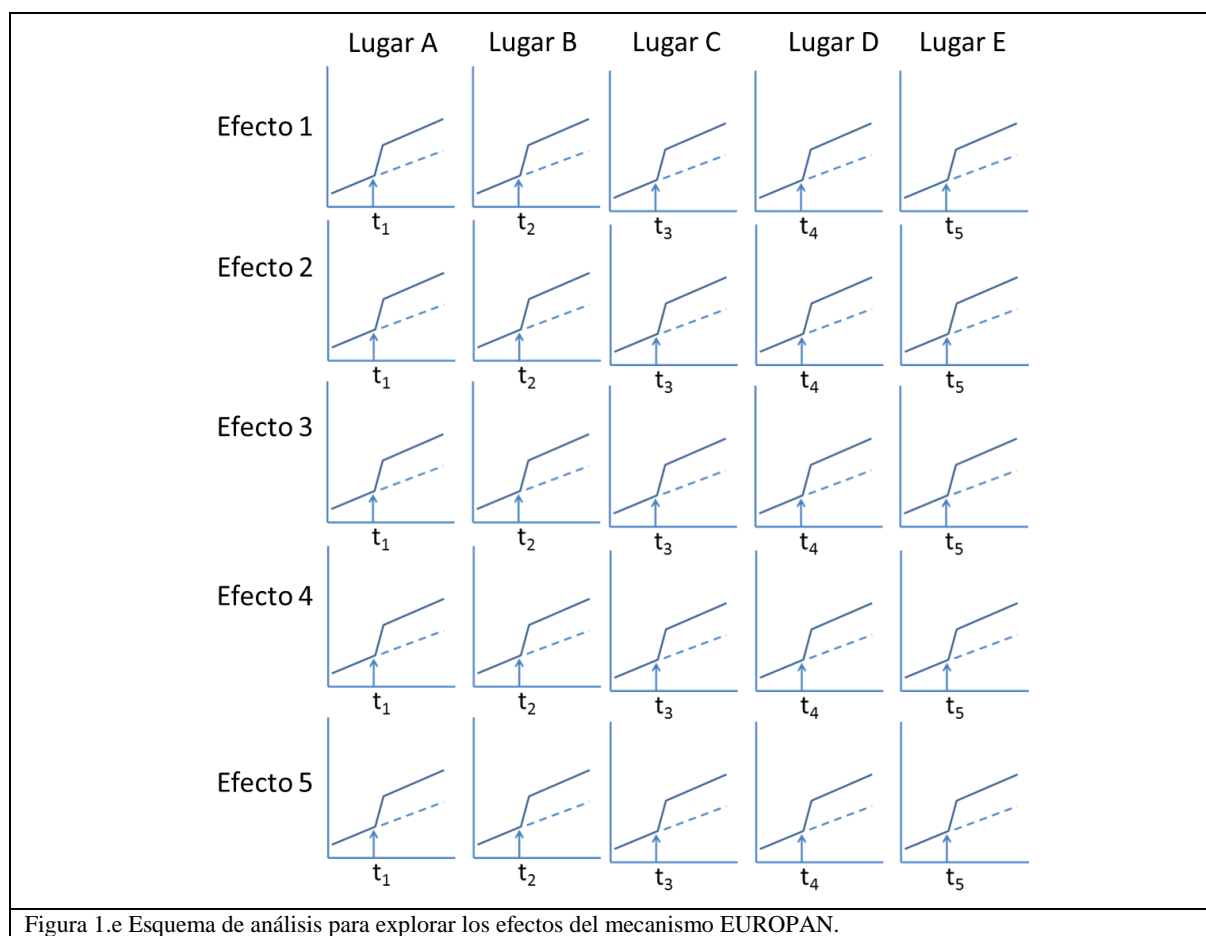 Lugar A Lugar B Lugar C Lugar D Lugar E
Efecto 1
t₁ t₂ t₃ t₄ t₅
Efecto 2
t₁ t₂ t₃ t₄ t₅
Efecto 3
t₁ t₂ t₃ t₄ t₅
Efecto 4
t₁ t₂ t₃ t₄ t₅
Efecto 5
t₁ t₂ t₃ t₄ t₅
Figura 1.e Esquema de análisis para explorar los efectos del mecanismo EUROPAN.